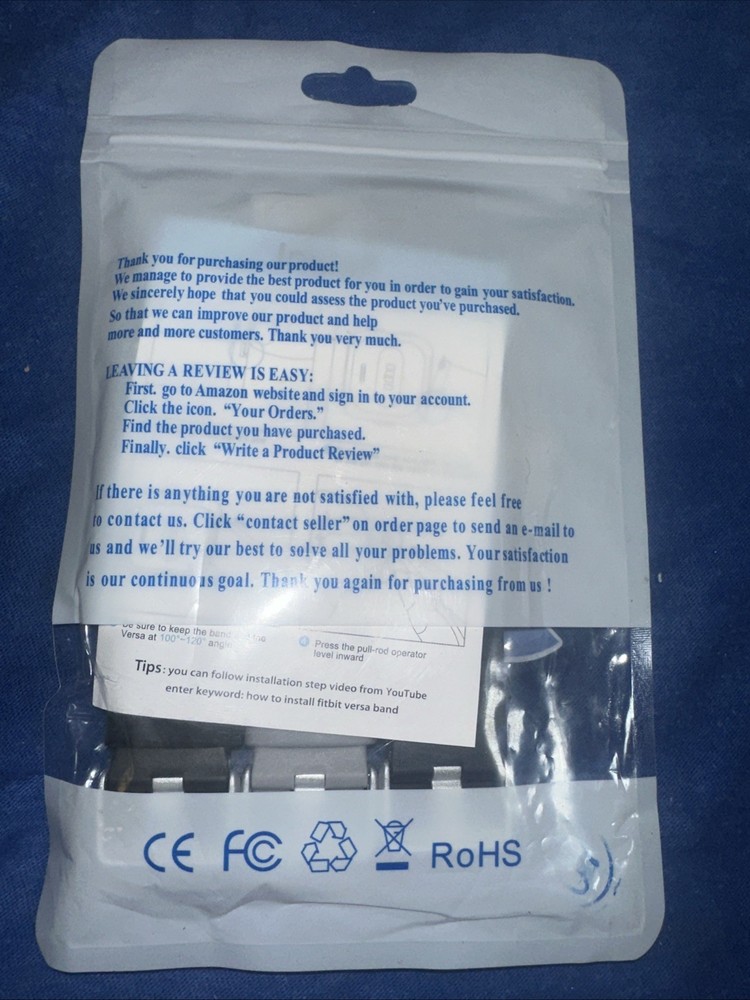 Thank you for purchasing our product!
We manage to provide the best product for you in order to gain your satisfaction.
We sincerely hope that you could assess the product you've purchased.
So that we can improve our product and help
more and more customers. Thank you very much.
LEAVING A REVIEW IS EASY:
First. go to Amazon website and sign in to your account.
Click the icon. “Your Orders.”
Find the product you have purchased.
Finally. click “Write a Product Review”
If there is anything you are not satisfied with, please feel free
to contact us. Click “contact seller” on order page to send an e-mail to
us and we'll try our best to solve all your problems. Your satisfaction
is our continuous goal. Thank you again for purchasing from us !
Be sure to keep the band and the
Versa at 100°~120° angle
Press the pull-rod operator
level inward
Tips: you can follow installation step video from YouTube
enter keyword: how to install fitbit versa band
CE FC RoHS